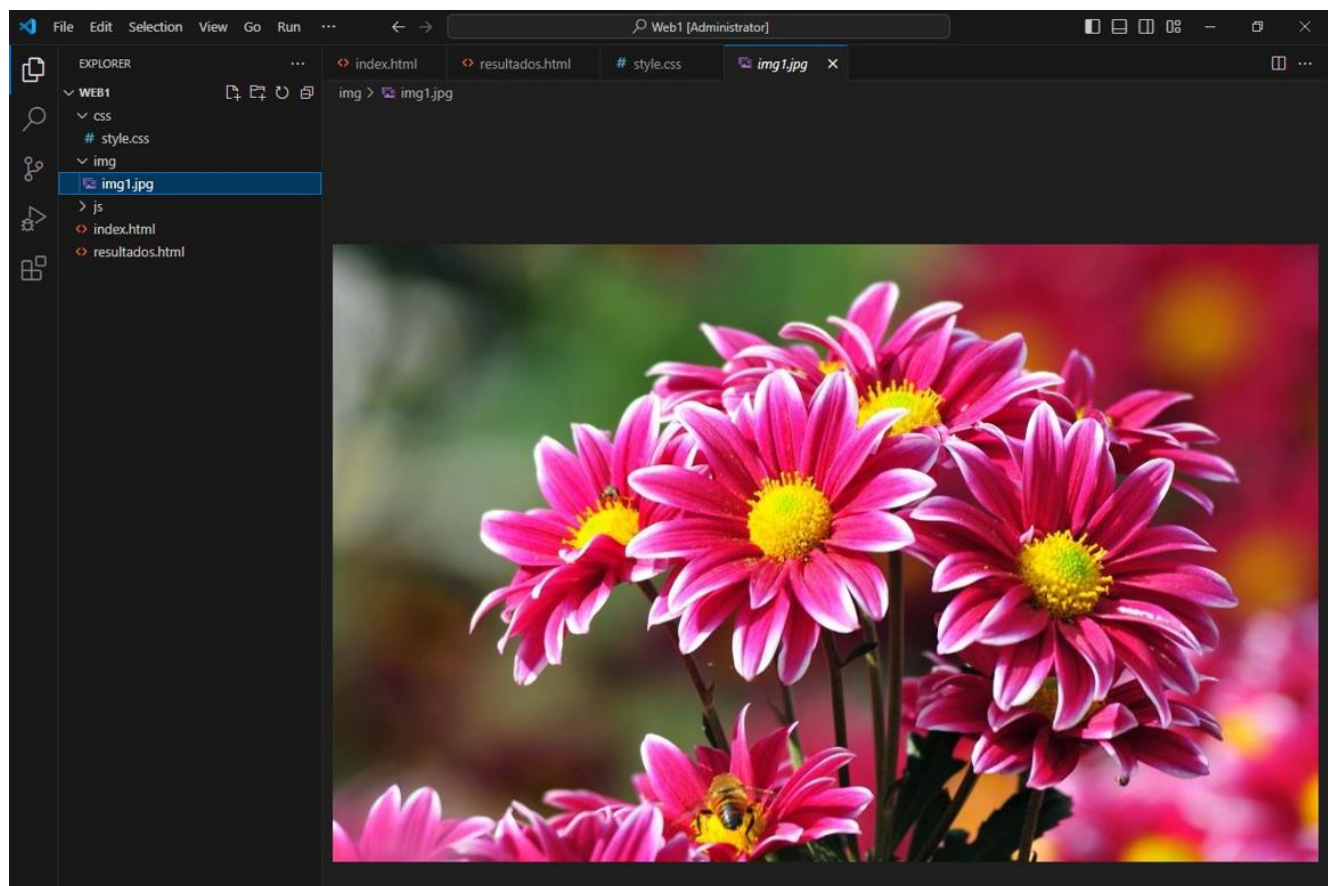 File Edit Selection View Go Run ··· Web1 [Administrator]
EXPLORER ··· index.html resultados.html # style.css img1.jpg
WEB1 img > img1.jpg
css
# style.css
img
img1.jpg
js
index.html
resultados.html